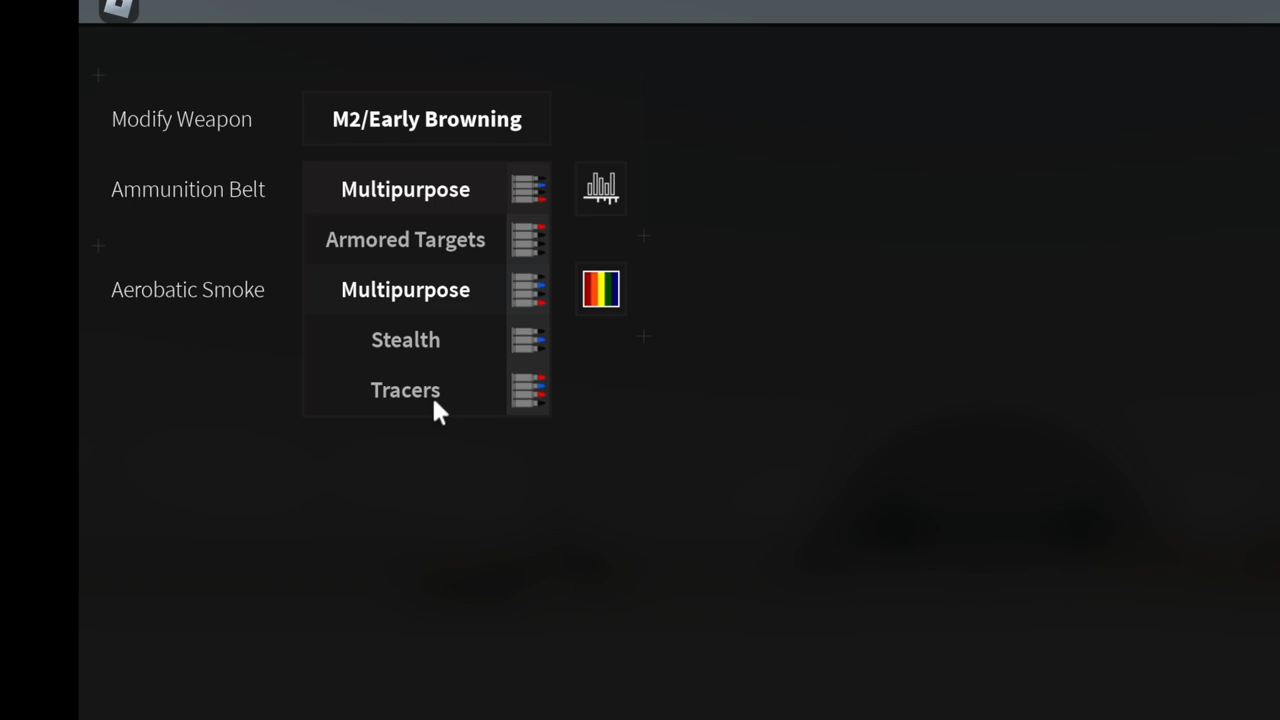 Modify Weapon
M2/Early Browning
Ammunition Belt
Multipurpose
Armored Targets
Aerobatic Smoke
Multipurpose
Stealth
Tracers